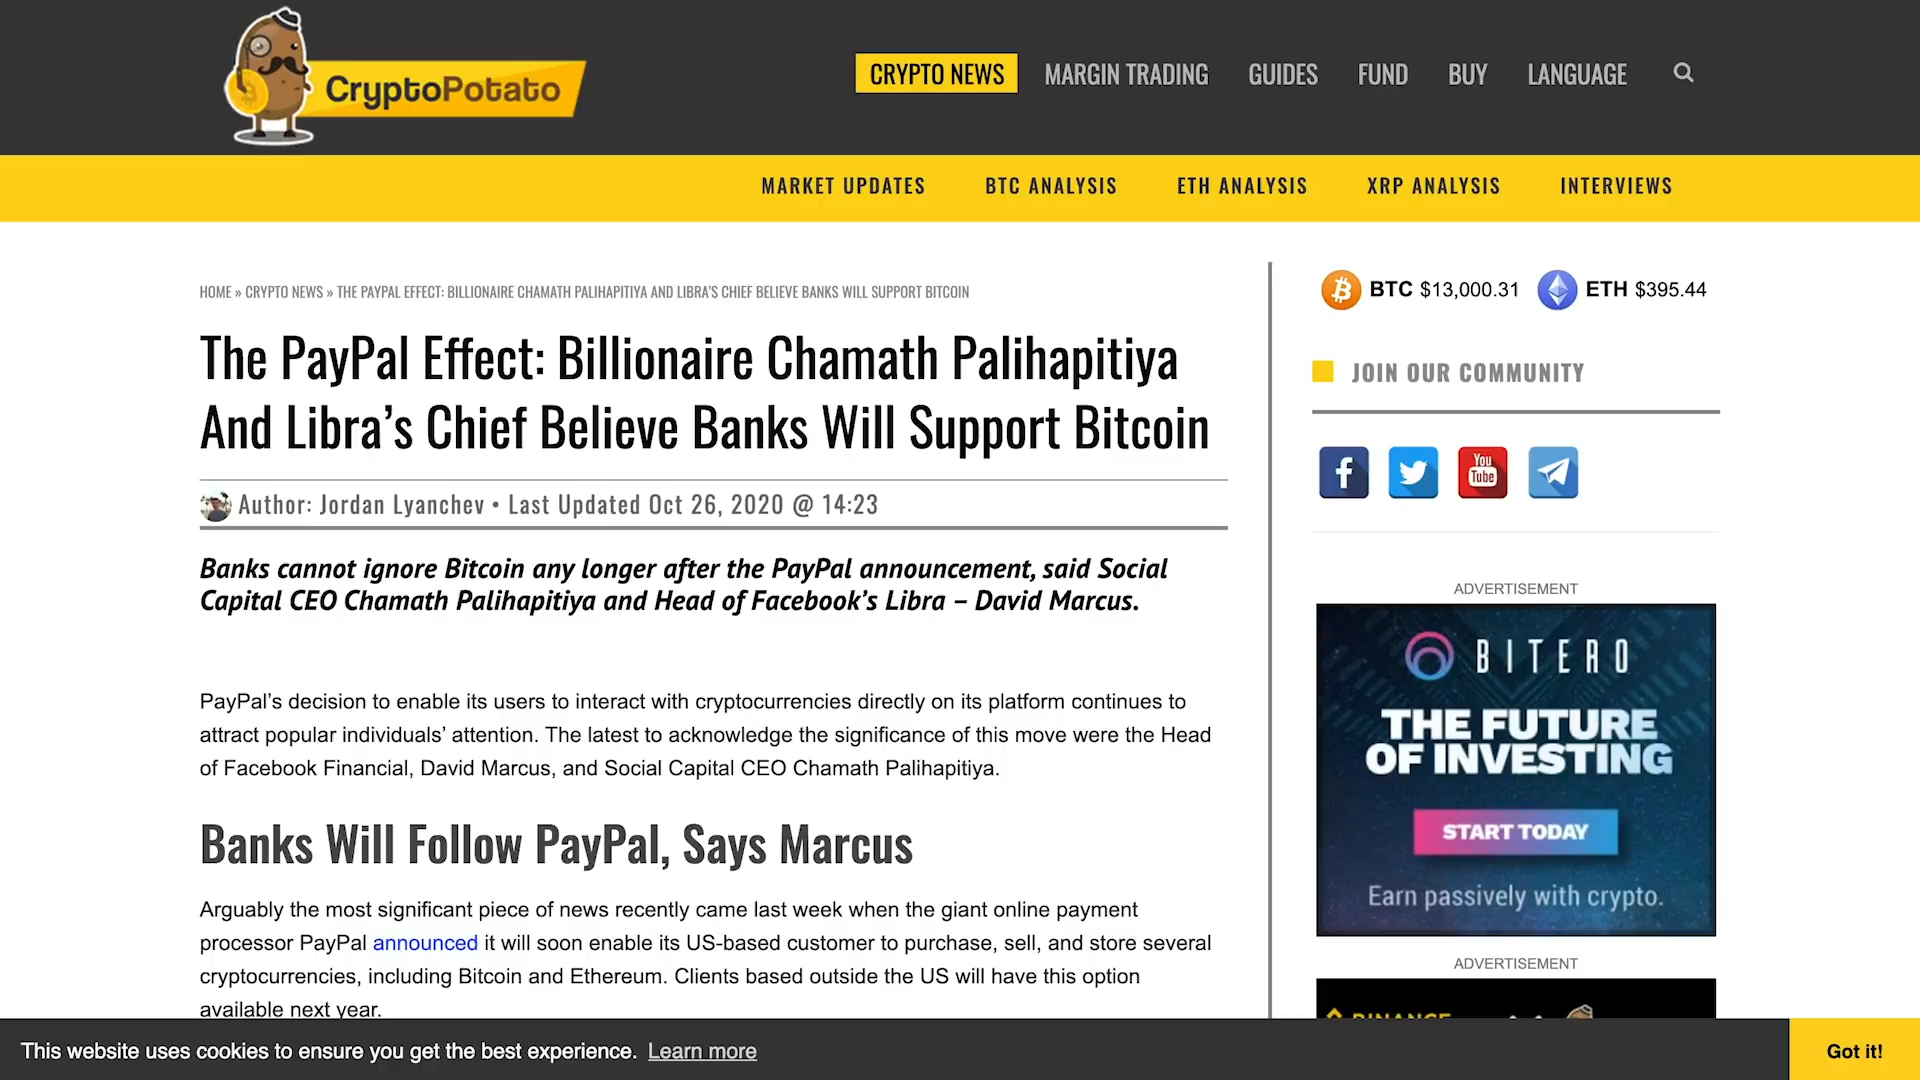 CryptoPotato
CRYPTO NEWS MARGIN TRADING GUIDES FUND BUY LANGUAGE
MARKET UPDATES BTC ANALYSIS ETH ANALYSIS XRP ANALYSIS INTERVIEWS
HOME » CRYPTO NEWS » THE PAYPAL EFFECT: BILLIONAIRE CHAMATH PALIHAPITIYA AND LIBRA'S CHIEF BELIEVE BANKS WILL SUPPORT BITCOIN
The PayPal Effect: Billionaire Chamath Palihapitiya
And Libra’s Chief Believe Banks Will Support Bitcoin
Author: Jordan Lyanchev • Last Updated Oct 26, 2020 @ 14:23
Banks cannot ignore Bitcoin any longer after the PayPal announcement, said Social
Capital CEO Chamath Palihapitiya and Head of Facebook’s Libra – David Marcus.
PayPal’s decision to enable its users to interact with cryptocurrencies directly on its platform continues to
attract popular individuals’ attention. The latest to acknowledge the significance of this move were the Head
of Facebook Financial, David Marcus, and Social Capital CEO Chamath Palihapitiya.
Banks Will Follow PayPal, Says Marcus
Arguably the most significant piece of news recently came last week when the giant online payment
processor PayPal announced it will soon enable its US-based customer to purchase, sell, and store several
cryptocurrencies, including Bitcoin and Ethereum. Clients based outside the US will have this option
available next year.
BTC $13,000.31 ETH $395.44
JOIN OUR COMMUNITY
You
Tube
ADVERTISEMENT
BITERO
THE FUTURE
OF INVESTING
START TODAY
Earn passively with crypto.
ADVERTISEMENT
BINANCE
This website uses cookies to ensure you get the best experience. Learn more
Got it!